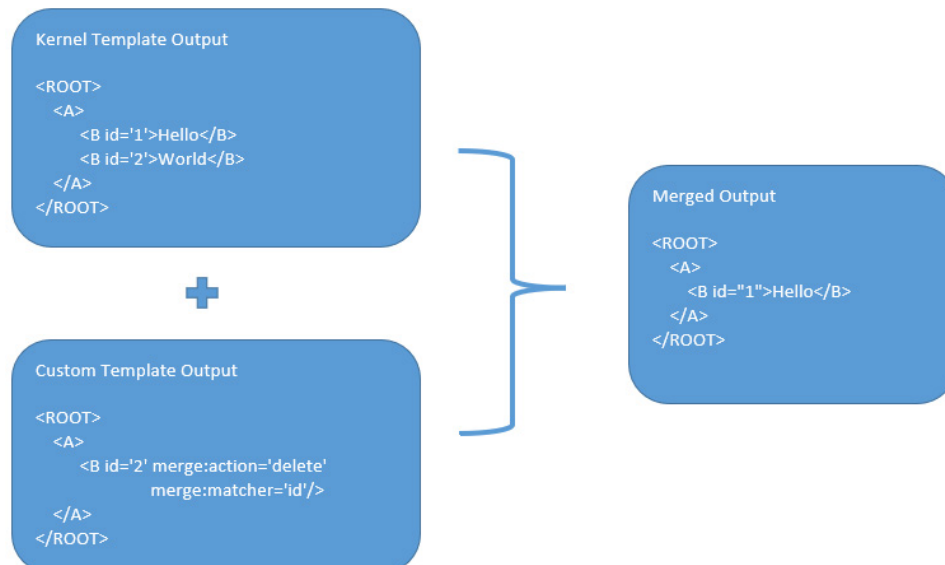 Kernel Template Output
<ROOT>
<A>
<B id='1'>Hello</B>
<B id='2'>World</B>
</A>
</ROOT>
Custom Template Output
<ROOT>
<A>
<B id='2' merge:action='delete'
merge:matcher='id'/>
</A>
</ROOT>
Merged Output
<ROOT>
<A>
<B id="1">Hello</B>
</A>
</ROOT>